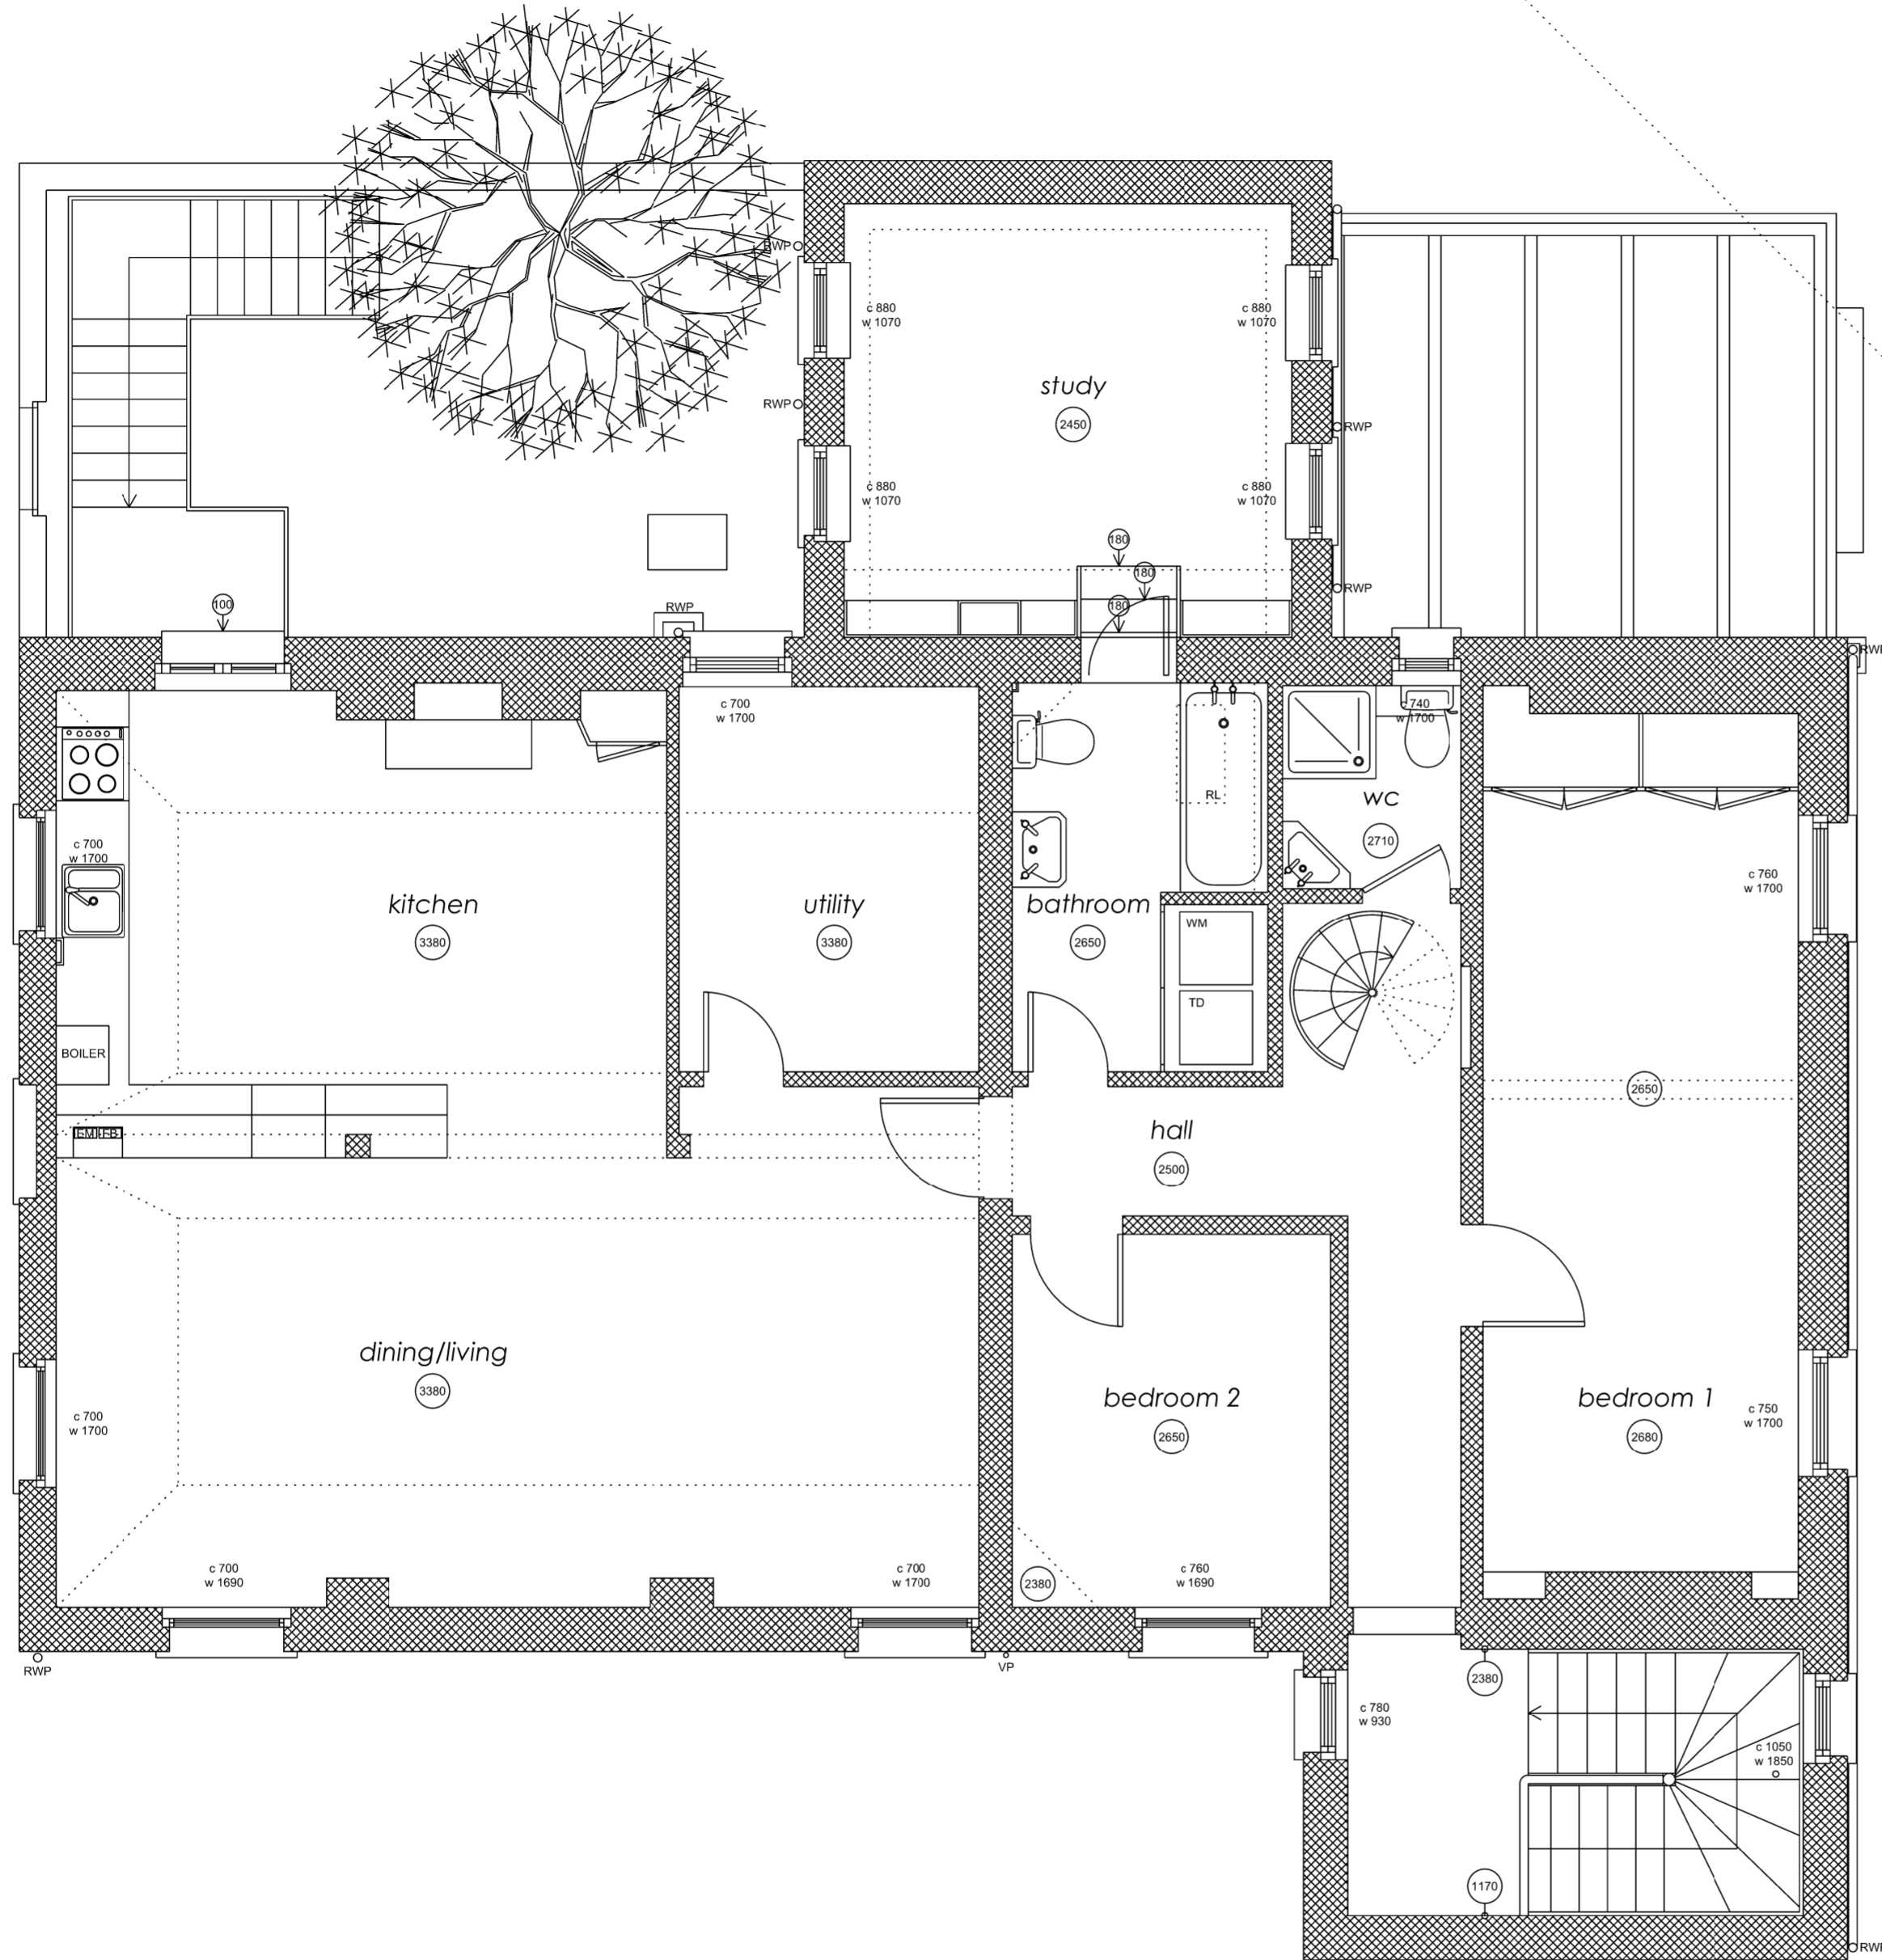 RWP
c 880
w 1070
c 880
w 1070
study
2450
RWP
RWP
c 880
w 1070
c 880
w 1070
180
180
180
RWP
100
RWP
RWP
c 700
w 1700
740
w 1700
RL
wc
2710
c 700
w 1700
kitchen
3380
utility
3380
bathroom
2650
WM
TD
c 760
w 1700
BOILER
2650
EM
FB
hall
2500
dining/living
3380
bedroom 2
2650
bedroom 1
2680
c 700
w 1700
c 750
w 1700
c 700
w 1690
c 700
w 1700
2380
c 760
w 1690
RWP
VP
2380
c 780
w 930
c 1050
w 1850
1170
RWP